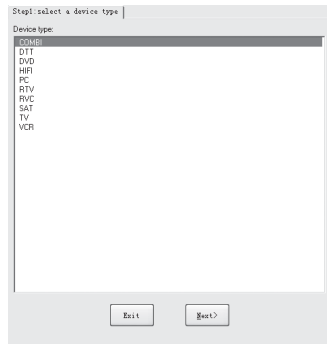 Step1:select a device type
Device type:
COMBI
DTT
DVD
HIFI
PC
RTV
RVC
SAT
TV
VCR
Exit
Next>